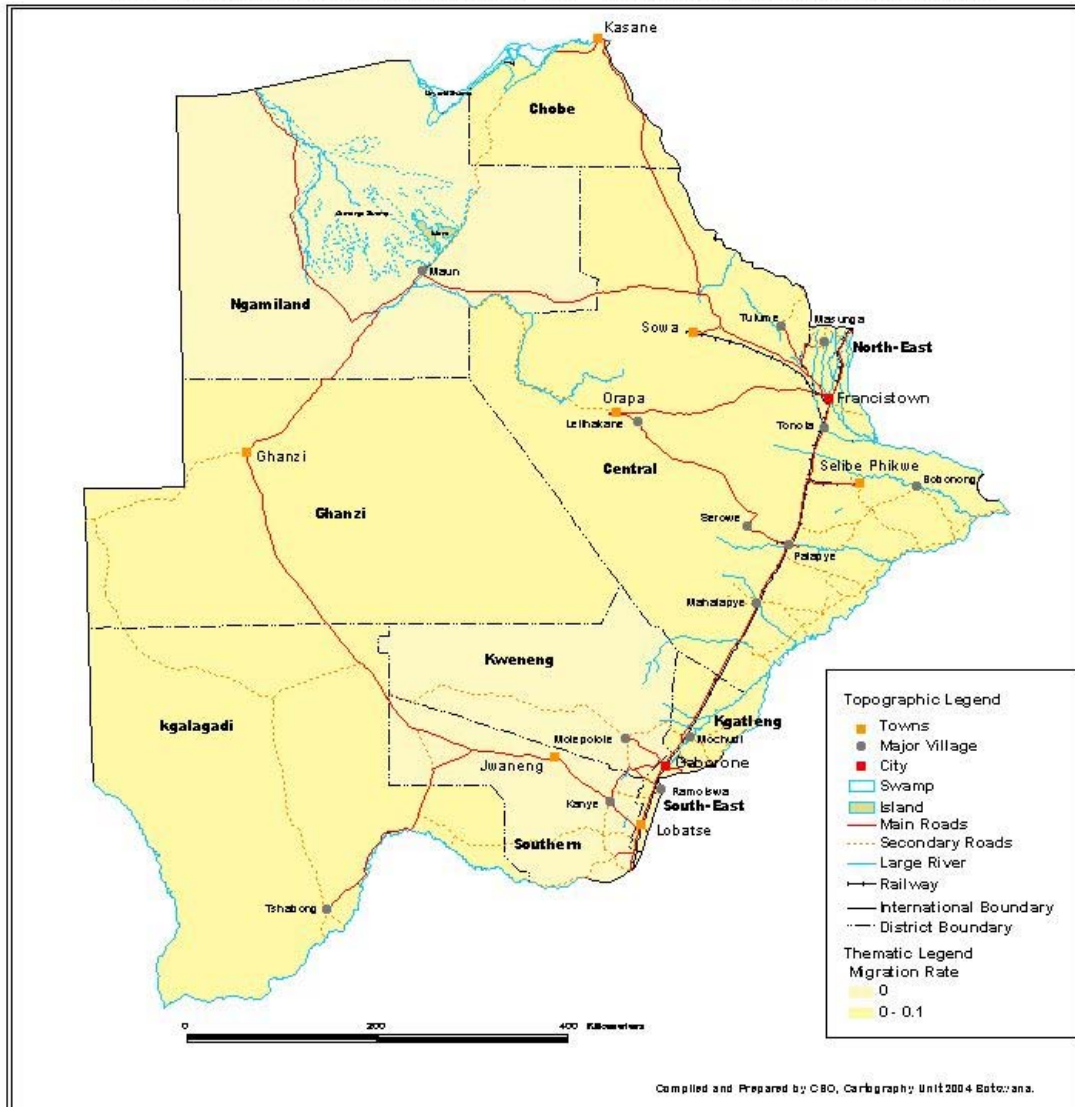 Kasane
Chobe
Maun
Ngamiland
Sowa
Tulume
Masunga
North-East
Francistown
Orapa
Letlhakane
Tonota
Selibe Phikwe
Bobonong
Ghanzi
Central
Ghanzi
Serowe
Palapye
Mahalapye
Kweneng
kgalagadi
Kgatleng
Molepolole
Mochudi
Jwaneng
Gaborone
Kanye
Ramotswa
South-East
Southern
Lobatse
Tshabong
Topographic Legend
Towns
Major Village
City
Swamp
Island
Main Roads
Secondary Roads
Large River
Railway
International Boundary
District Boundary
Thematic Legend
Migration Rate
0
0 - 0.1
0 200 400 Kilometers
Compiled and Prepared by CSO, Cartography Unit 2004 Botswana.